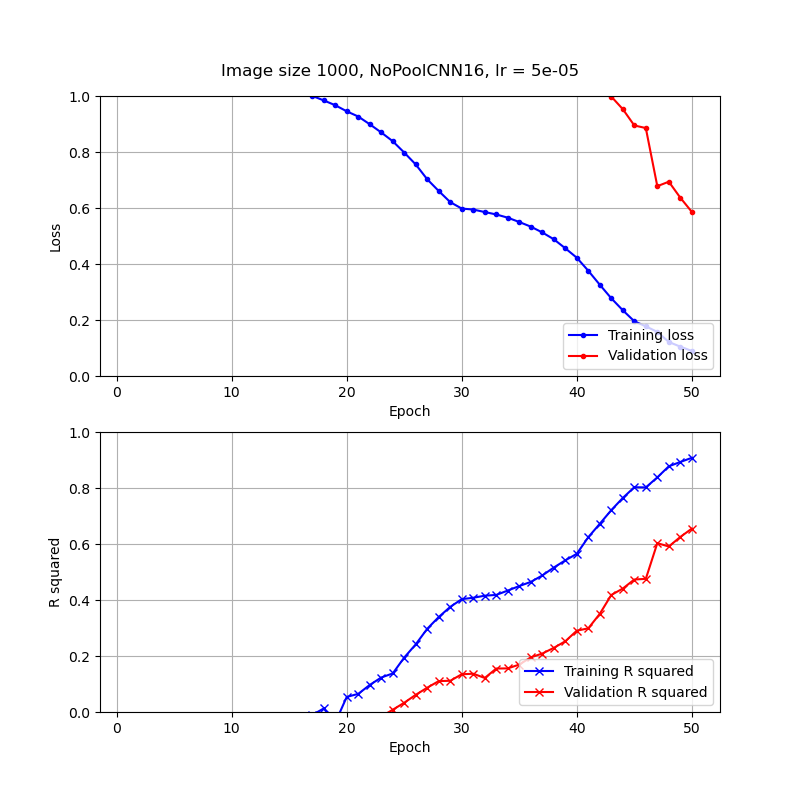 Image size 1000, NoPoolCNN16, lr = 5e-05
1.0
0.8
0.6
0.4
0.2
0.0
Loss
Training loss
Validation loss
0 10 20 30 40 50
Epoch
1.0
0.8
0.6
0.4
0.2
0.0
R squared
Training R squared
Validation R squared
0 10 20 30 40 50
Epoch